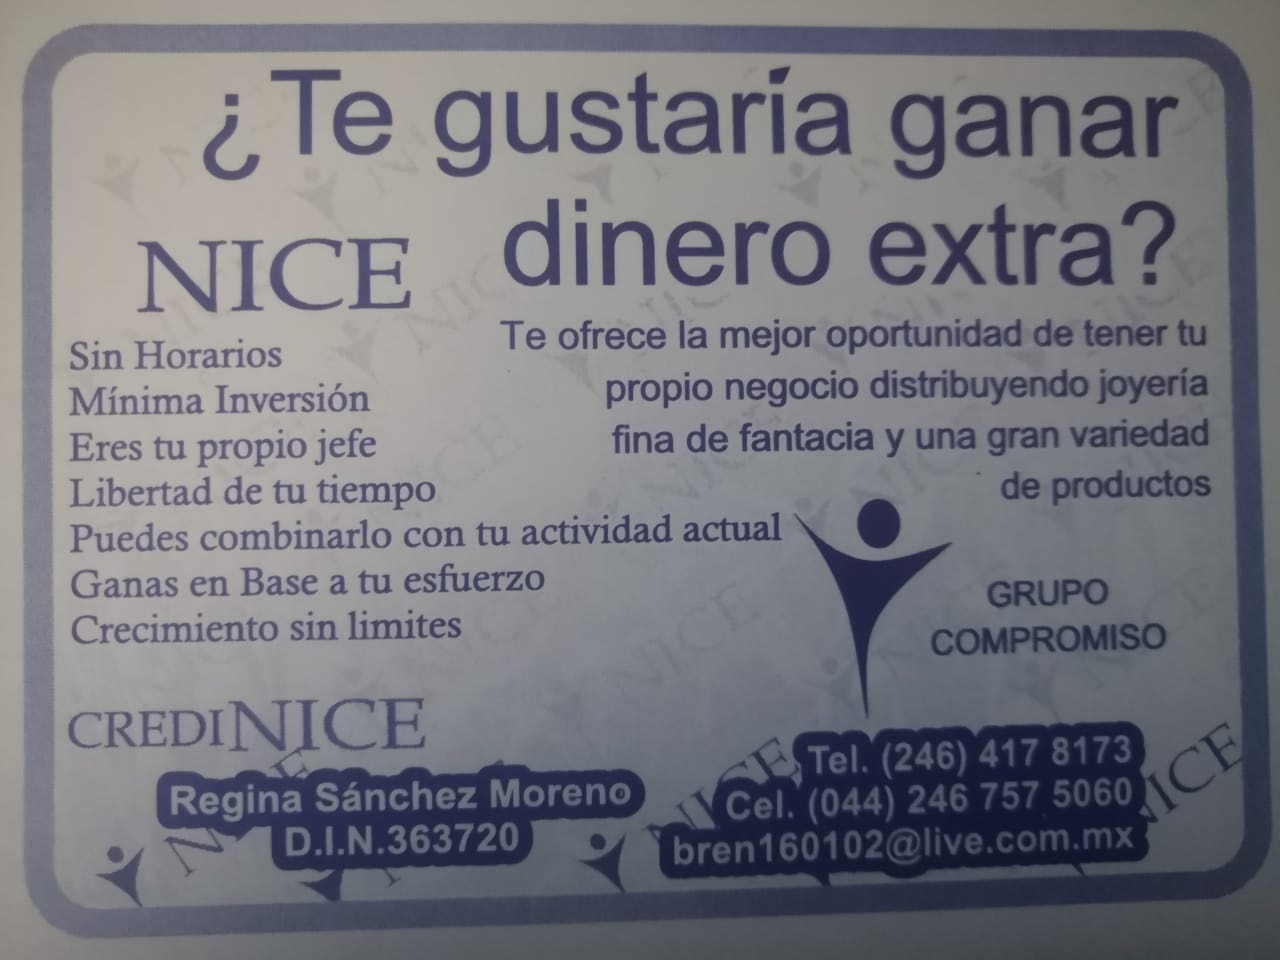 ¿Te gustaría ganar
dinero extra?
NICE
Te ofrece la mejor oportunidad de tener tu
propio negocio distribuyendo joyería
fina de fantacia y una gran variedad
de productos
Sin Horarios
Mínima Inversión
Eres tu propio jefe
Libertad de tu tiempo
Puedes combinarlo con tu actividad actual
Ganas en Base a tu esfuerzo
Crecimiento sin limites
GRUPO
COMPROMISO
CREDINICE
Regina Sánchez Moreno
D.I.N.363720
Tel. (246) 417 8173
Cel. (044) 246 757 5060
bren160102@live.com.mx
NICE